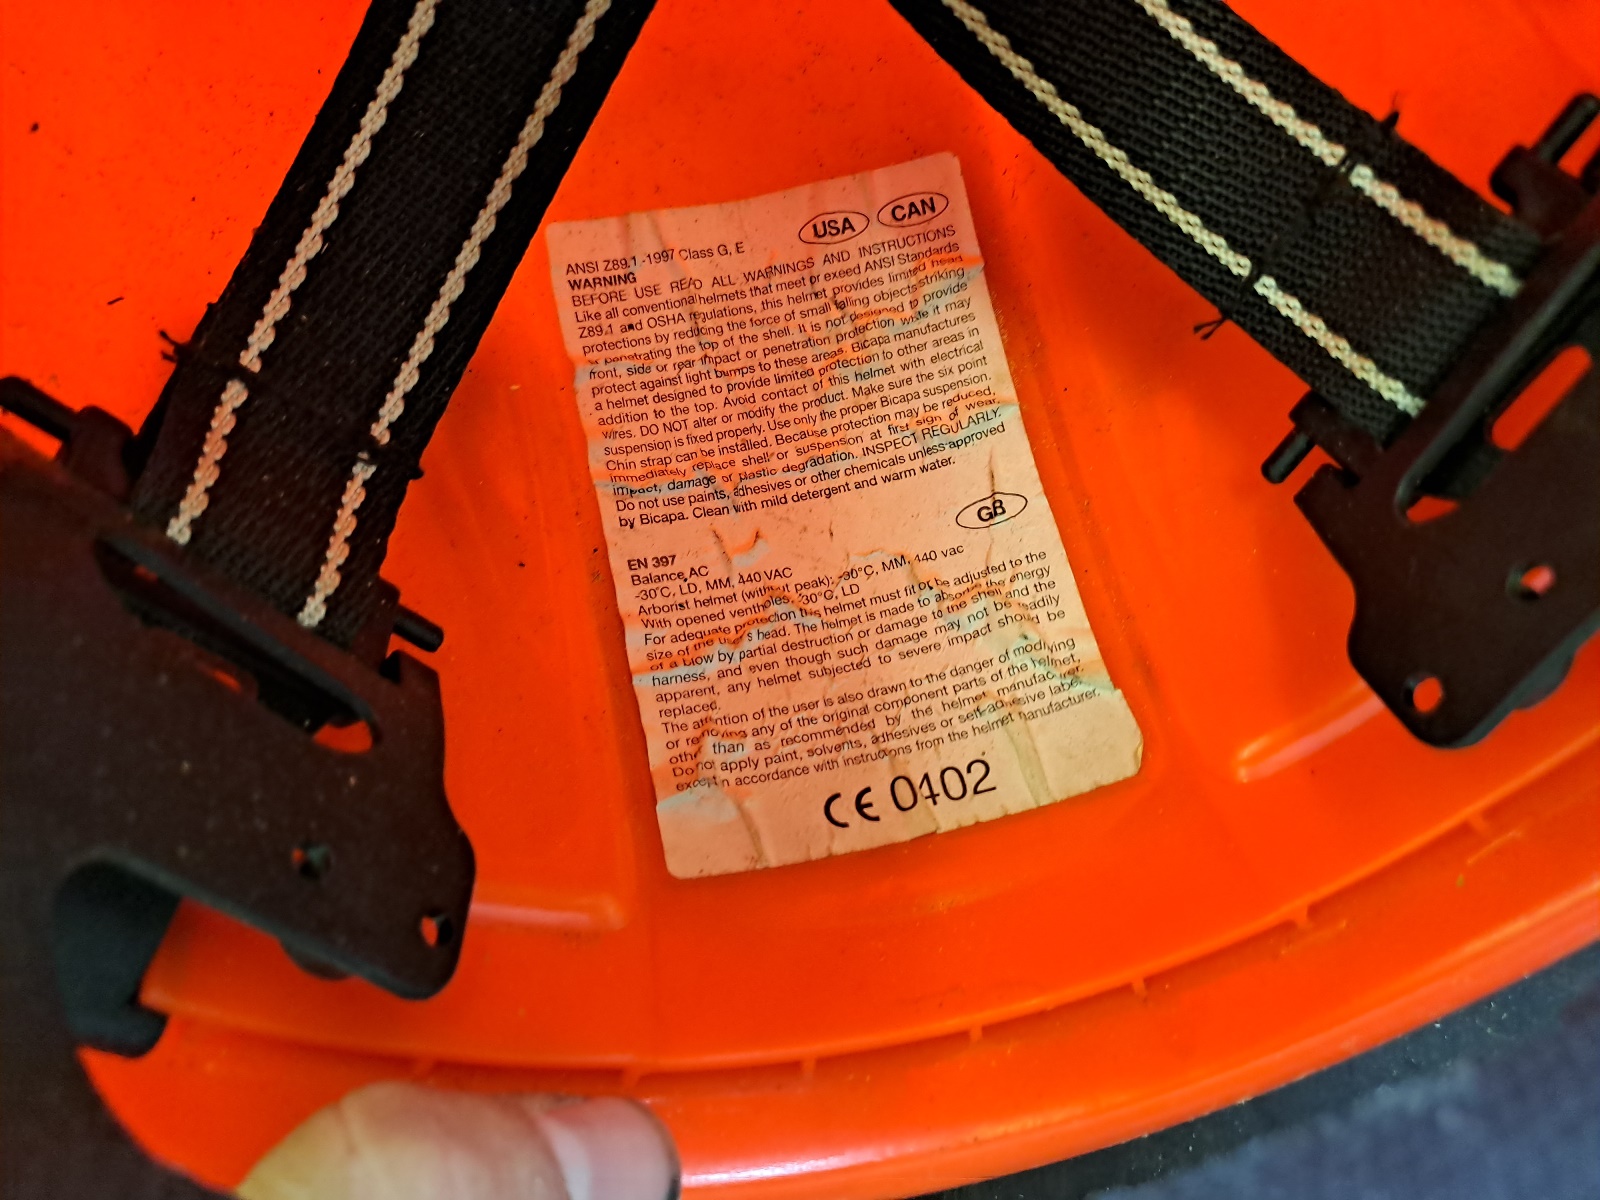 USA CAN
ANSI Z89.1-1997 Class G, E
WARNING
BEFORE USE READ ALL WARNINGS AND INSTRUCTIONS
Like all conventional helmets that meet or exeed ANSI Standards
Z89.1 and OSHA regulations, this helmet provides limited head
protections by reducing the force of small falling objects striking
or penetrating the top of the shell. It is not designed to provide
front, side or rear impact or penetration protection while it may
protect against light bumps to these areas. Bicapa manufactures
a helmet designed to provide limited protection to other areas in
addition to the top. Avoid contact of this helmet with electrical
wires. DO NOT alter or modify the product. Make sure the six point
suspension is fixed properly. Use only the proper Bicapa suspension.
Chin strap can be installed. Because protection may be reduced,
immediately replace shell or suspension at first sign of wear,
impact, damage or plastic degradation. INSPECT REGULARLY.
Do not use paints, adhesives or other chemicals unless approved
by Bicapa. Clean with mild detergent and warm water.
GB
EN 397
Balance AC
-30°C, LD, MM, 440 VAC
Arborist helmet (without peak): -30°C, MM, 440 vac
With opened ventholes: -30°C, LD
For adequate protection this helmet must fit or be adjusted to the
size of the user's head. The helmet is made to absorb the energy
of a blow by partial destruction or damage to the shell and the
harness, and even though such damage may not be readily
apparent, any helmet subjected to severe impact should be
replaced.
The attention of the user is also drawn to the danger of modifying
or removing any of the original component parts of the helmet,
other than as recommended by the helmet manufacturer.
Do not apply paint, solvents, adhesives or self-adhesive label,
except in accordance with instructions from the helmet manufacturer.
CE 0402